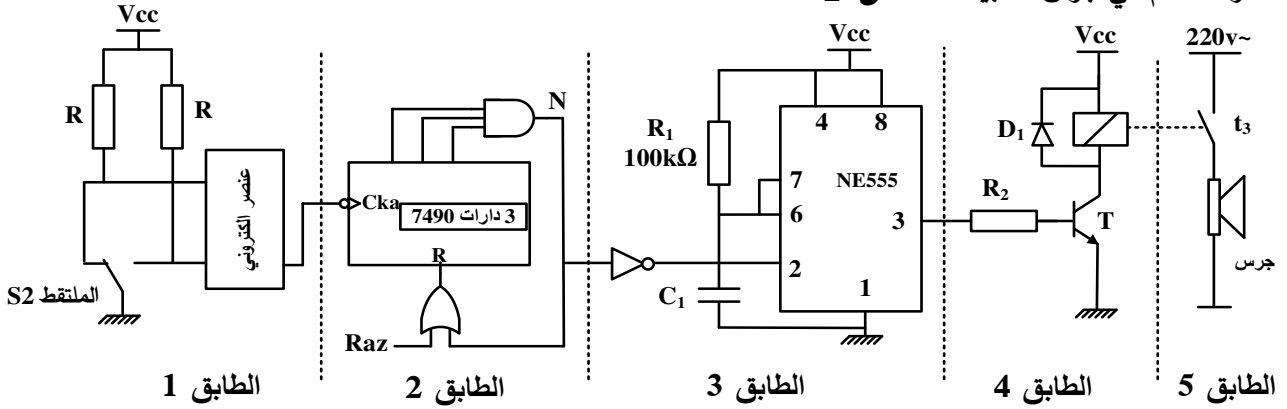 Vcc
R
R
عنصر الكتروني
الملتقط S2
الطابق 1
N
Cka
3 دارات 7490
R
Raz
الطابق 2
Vcc
R₁
100kΩ
C₁
4
8
7
6
NE555
3
2
1
الطابق 3
Vcc
D₁
R₂
T
الطابق 4
220v~
t₃
جرس
الطابق 5